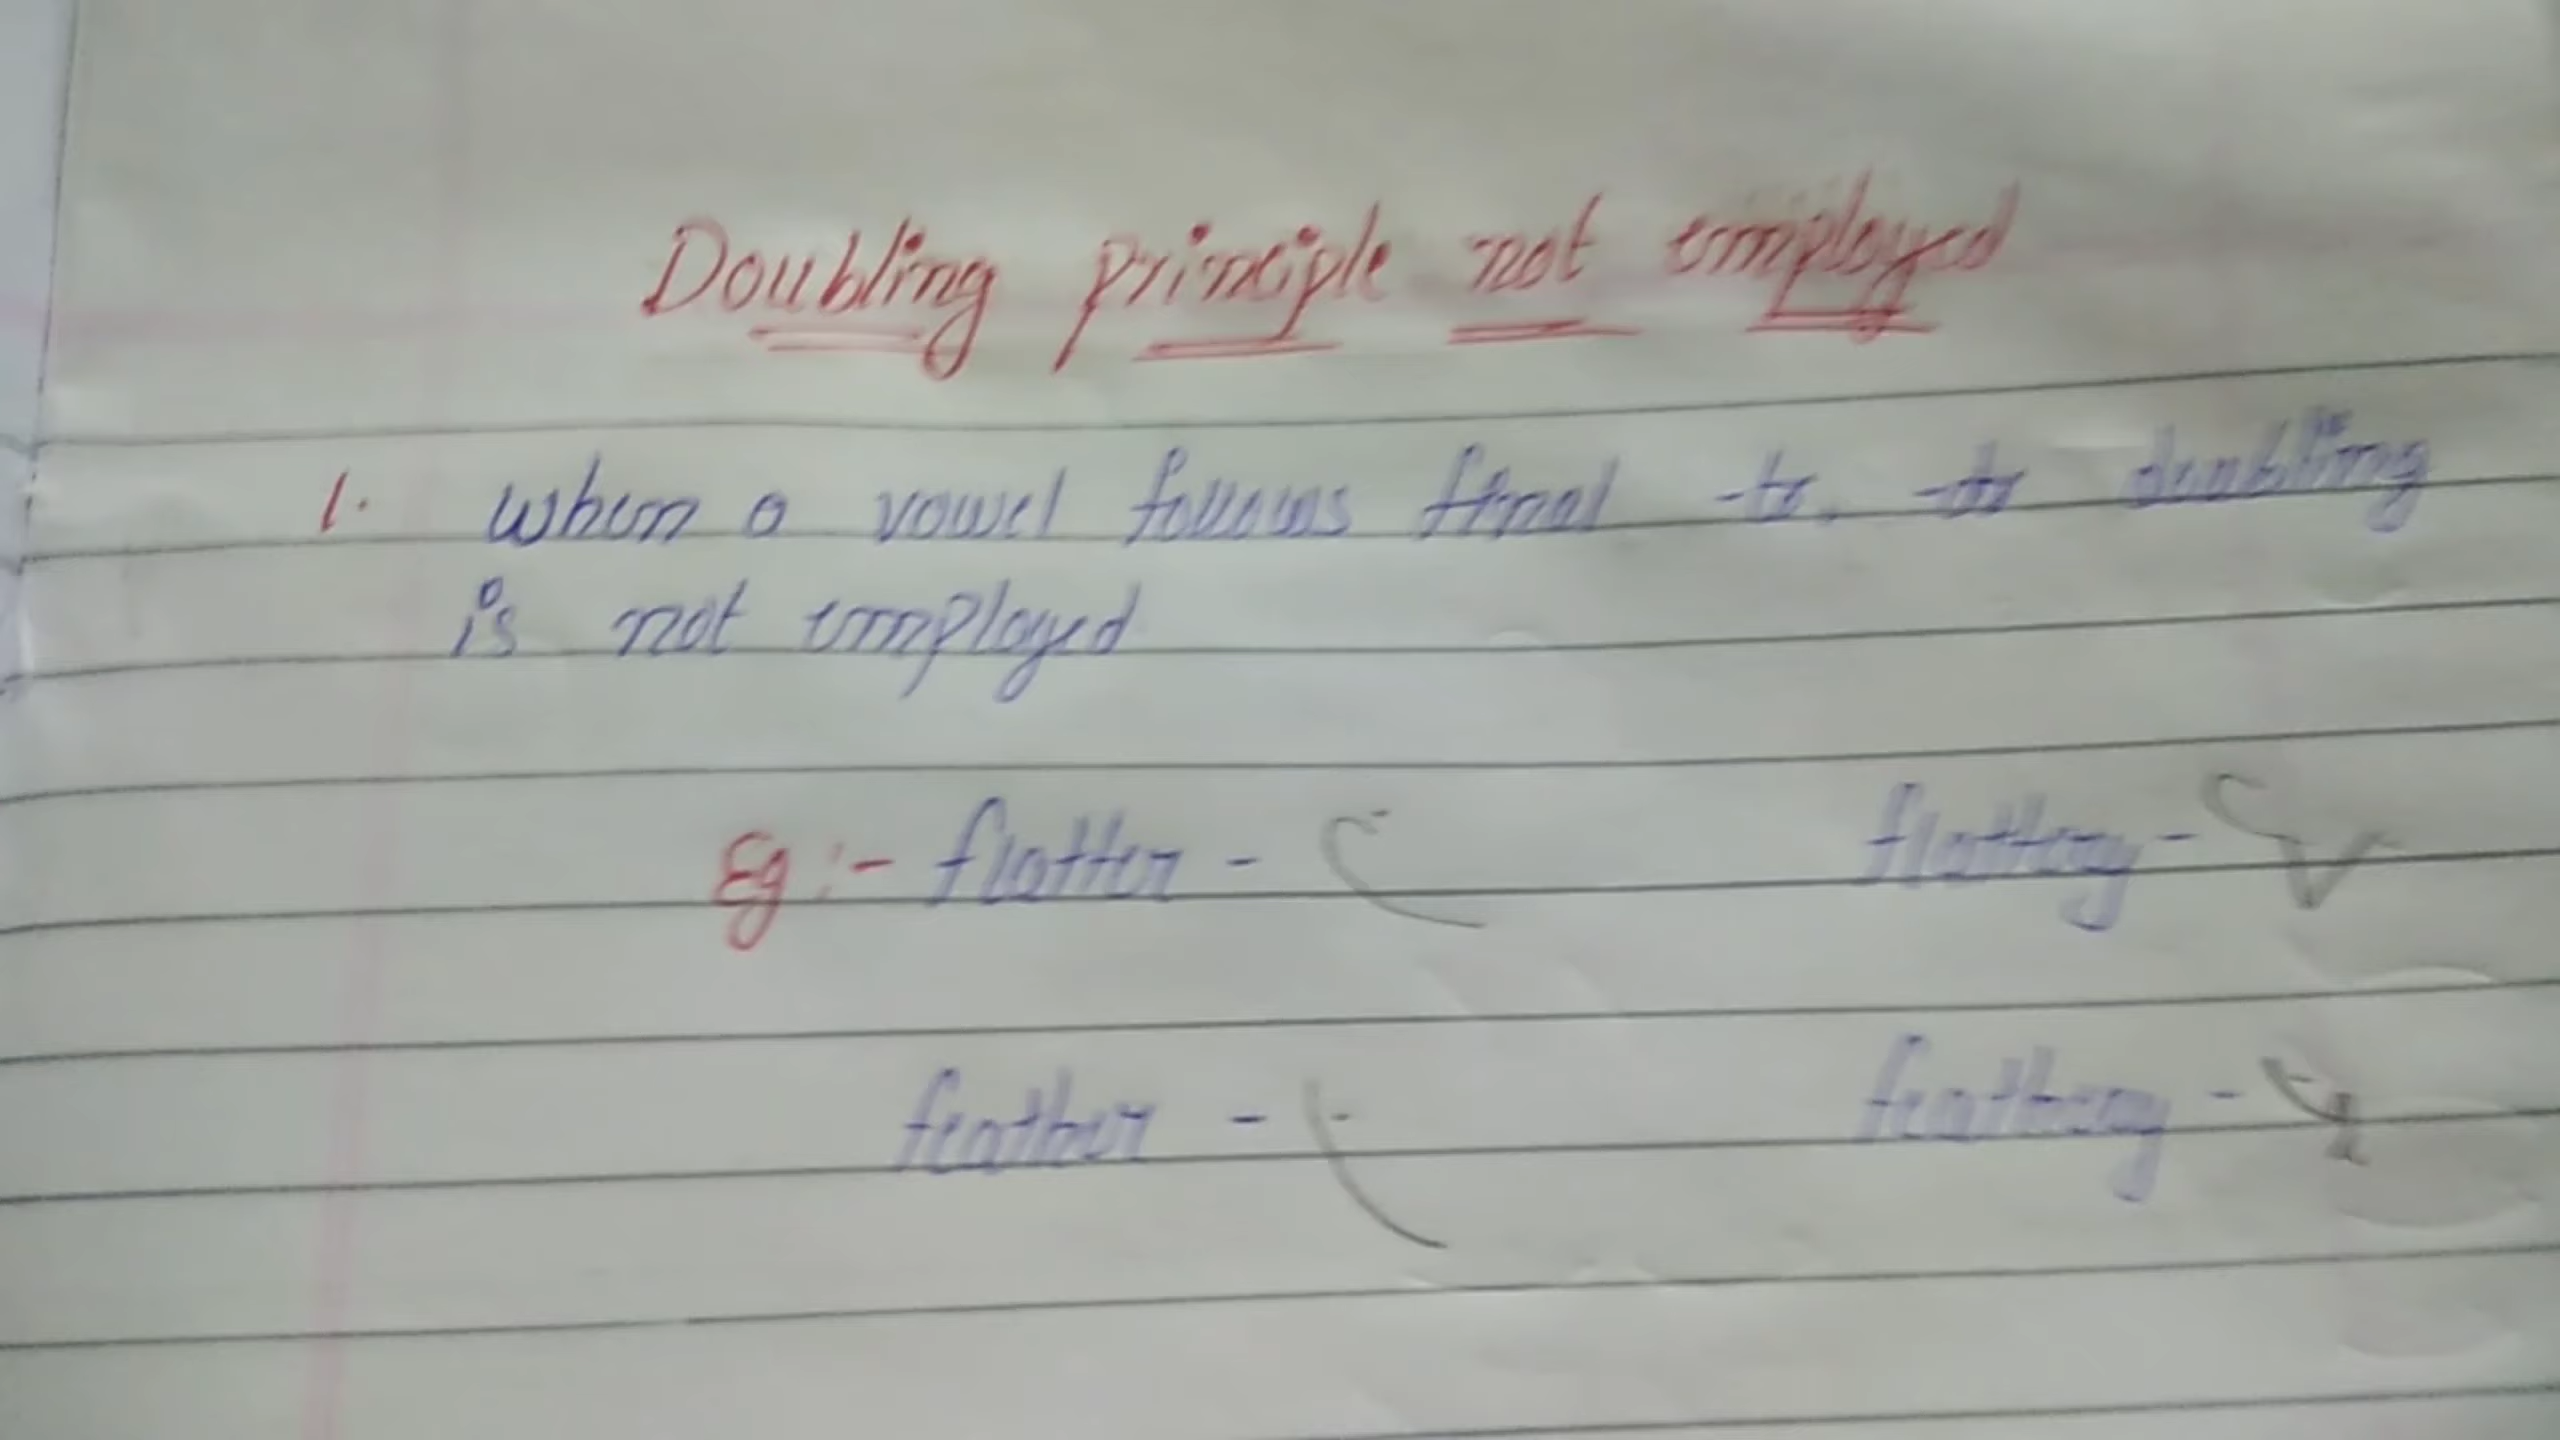 Doubling principle not employed
1. When a vowel follows final -tr, -dr doubling
is not employed
Eg :- flatter - flattery -
feather - feathery -